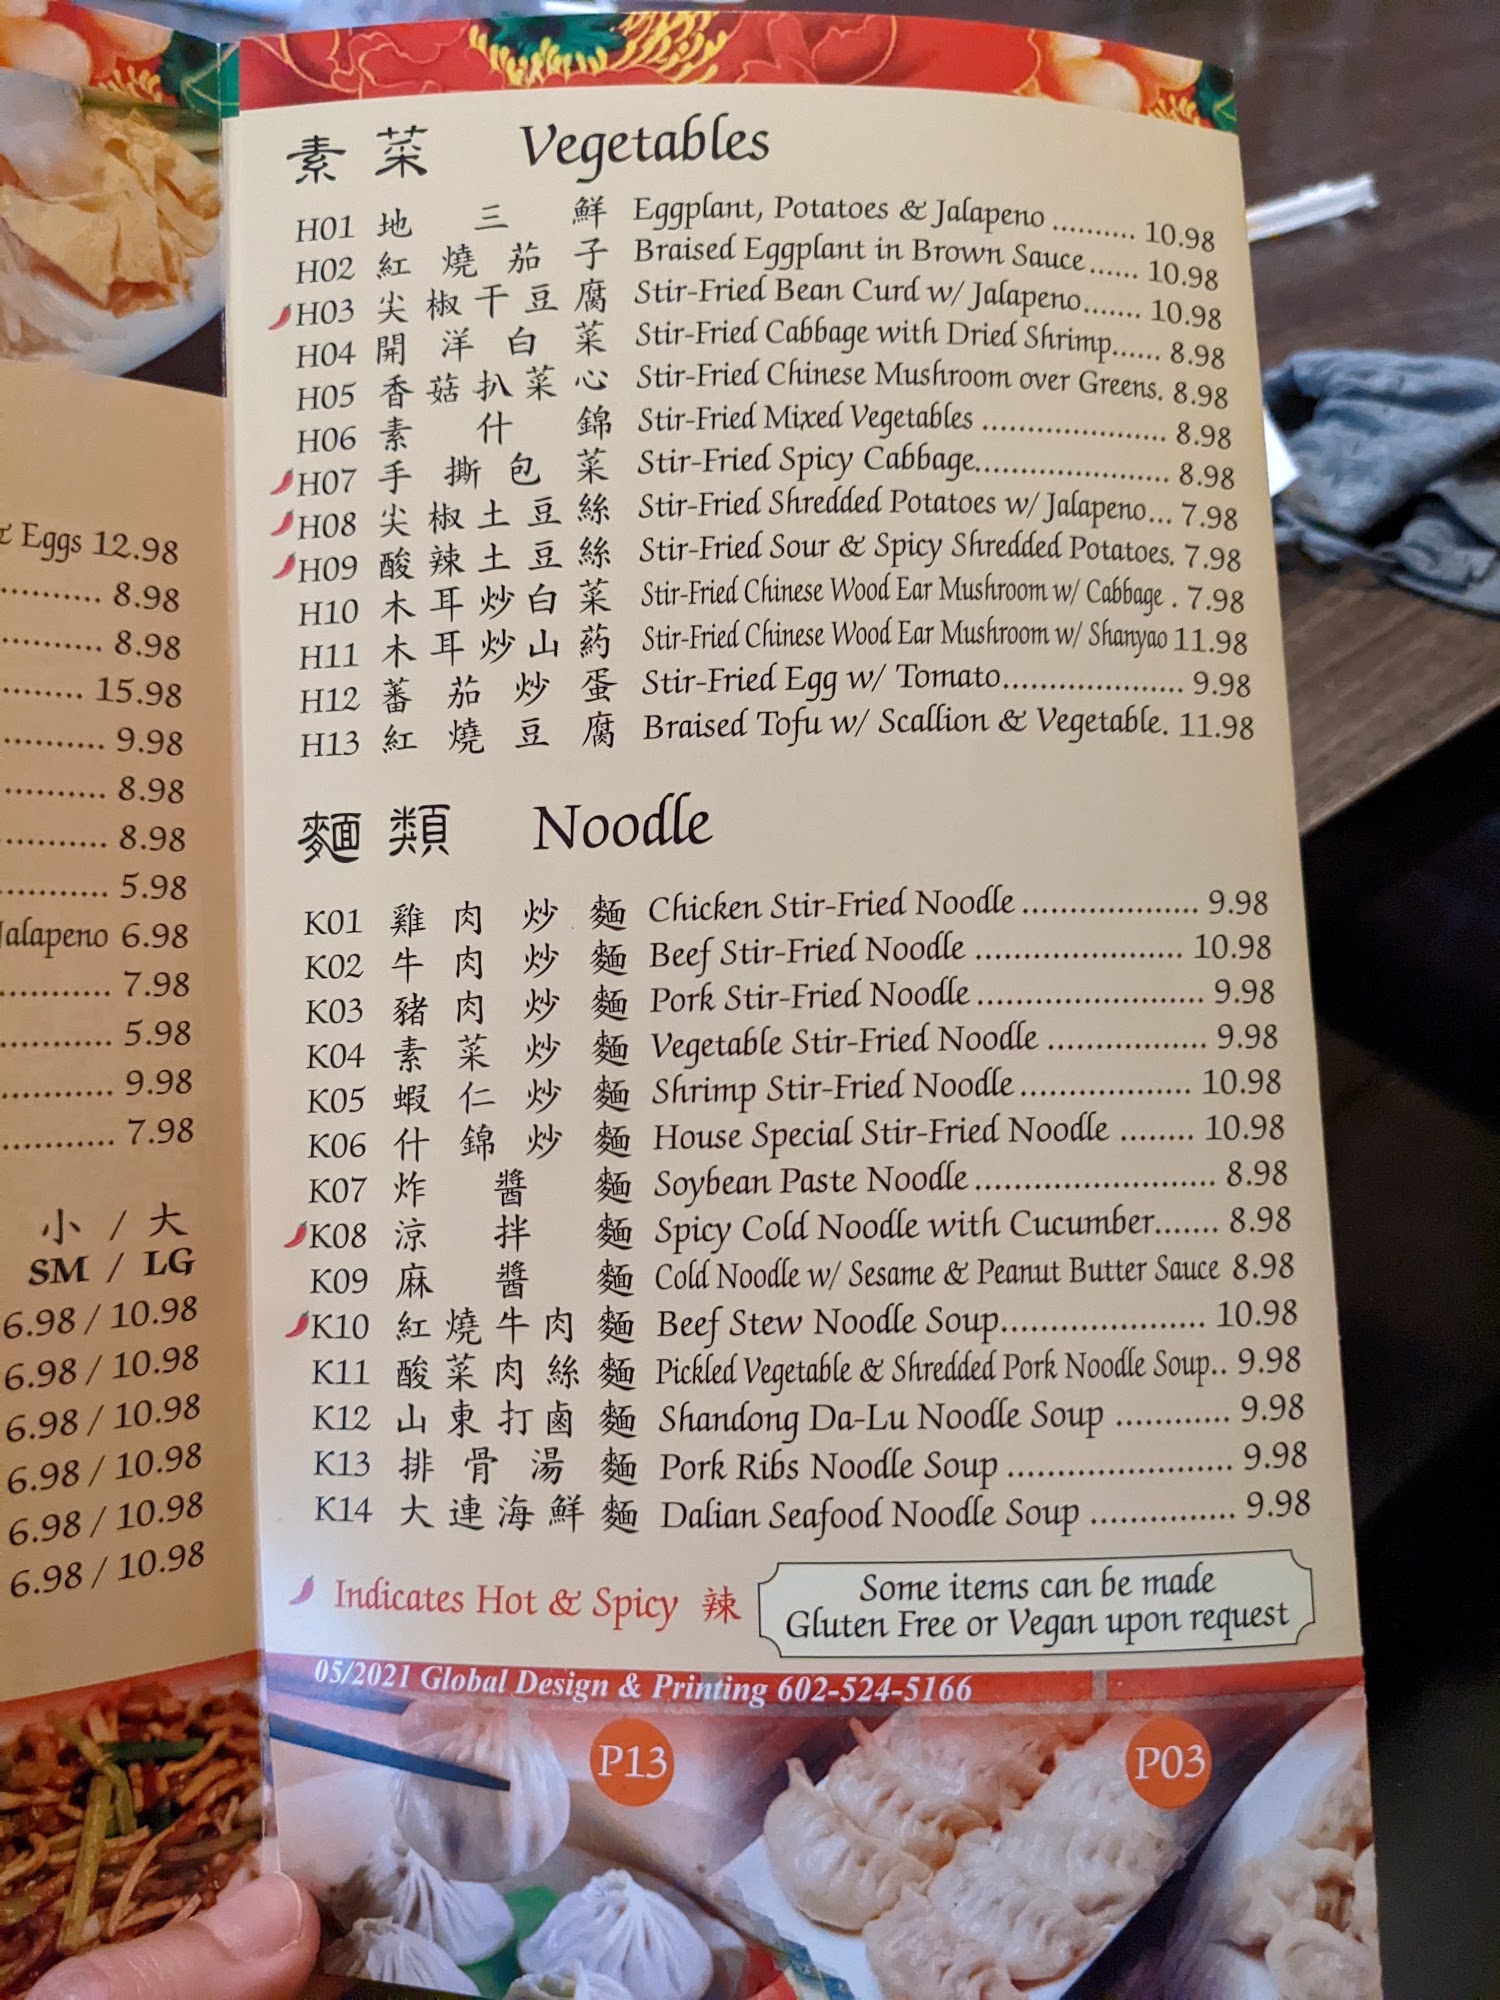 & Eggs 12.98
.......... 8.98
.......... 8.98
........ 15.98
.......... 9.98
.......... 8.98
.......... 8.98
.......... 5.98
Jalapeno 6.98
........... 7.98
........... 5.98
........... 9.98
........... 7.98
小 / 大
SM / LG
6.98 / 10.98
6.98 / 10.98
6.98 / 10.98
6.98 / 10.98
6.98 / 10.98
6.98 / 10.98
素菜 Vegetables
H01 地三鮮 Eggplant, Potatoes & Jalapeno .......... 10.98
H02 紅燒茄子 Braised Eggplant in Brown Sauce...... 10.98
H03 尖椒干豆腐 Stir-Fried Bean Curd w/ Jalapeno....... 10.98
H04 開洋白菜 Stir-Fried Cabbage with Dried Shrimp...... 8.98
H05 香菇扒菜心 Stir-Fried Chinese Mushroom over Greens. 8.98
H06 素什錦 Stir-Fried Mixed Vegetables ....................... 8.98
H07 手撕包菜 Stir-Fried Spicy Cabbage......................... 8.98
H08 尖椒土豆絲 Stir-Fried Shredded Potatoes w/ Jalapeno... 7.98
H09 酸辣土豆絲 Stir-Fried Sour & Spicy Shredded Potatoes. 7.98
H10 木耳炒白菜 Stir-Fried Chinese Wood Ear Mushroom w/ Cabbage . 7.98
H11 木耳炒山葯 Stir-Fried Chinese Wood Ear Mushroom w/ Shanyao 11.98
H12 蕃茄炒蛋 Stir-Fried Egg w/ Tomato...................... 9.98
H13 紅燒豆腐 Braised Tofu w/ Scallion & Vegetable. 11.98
麵類 Noodle
K01 雞肉炒麵 Chicken Stir-Fried Noodle .................... 9.98
K02 牛肉炒麵 Beef Stir-Fried Noodle ....................... 10.98
K03 豬肉炒麵 Pork Stir-Fried Noodle ......................... 9.98
K04 素菜炒麵 Vegetable Stir-Fried Noodle .................. 9.98
K05 蝦仁炒麵 Shrimp Stir-Fried Noodle ................... 10.98
K06 什錦炒麵 House Special Stir-Fried Noodle ........ 10.98
K07 炸醬麵 Soybean Paste Noodle ........................... 8.98
K08 涼拌麵 Spicy Cold Noodle with Cucumber....... 8.98
K09 麻醬麵 Cold Noodle w/ Sesame & Peanut Butter Sauce 8.98
K10 紅燒牛肉麵 Beef Stew Noodle Soup....................... 10.98
K11 酸菜肉絲麵 Pickled Vegetable & Shredded Pork Noodle Soup.. 9.98
K12 山東打鹵麵 Shandong Da-Lu Noodle Soup ............ 9.98
K13 排骨湯麵 Pork Ribs Noodle Soup ........................ 9.98
K14 大連海鮮麵 Dalian Seafood Noodle Soup ............... 9.98
Indicates Hot & Spicy 辣
Some items can be made
Gluten Free or Vegan upon request
05/2021 Global Design & Printing 602-524-5166
P13
P03